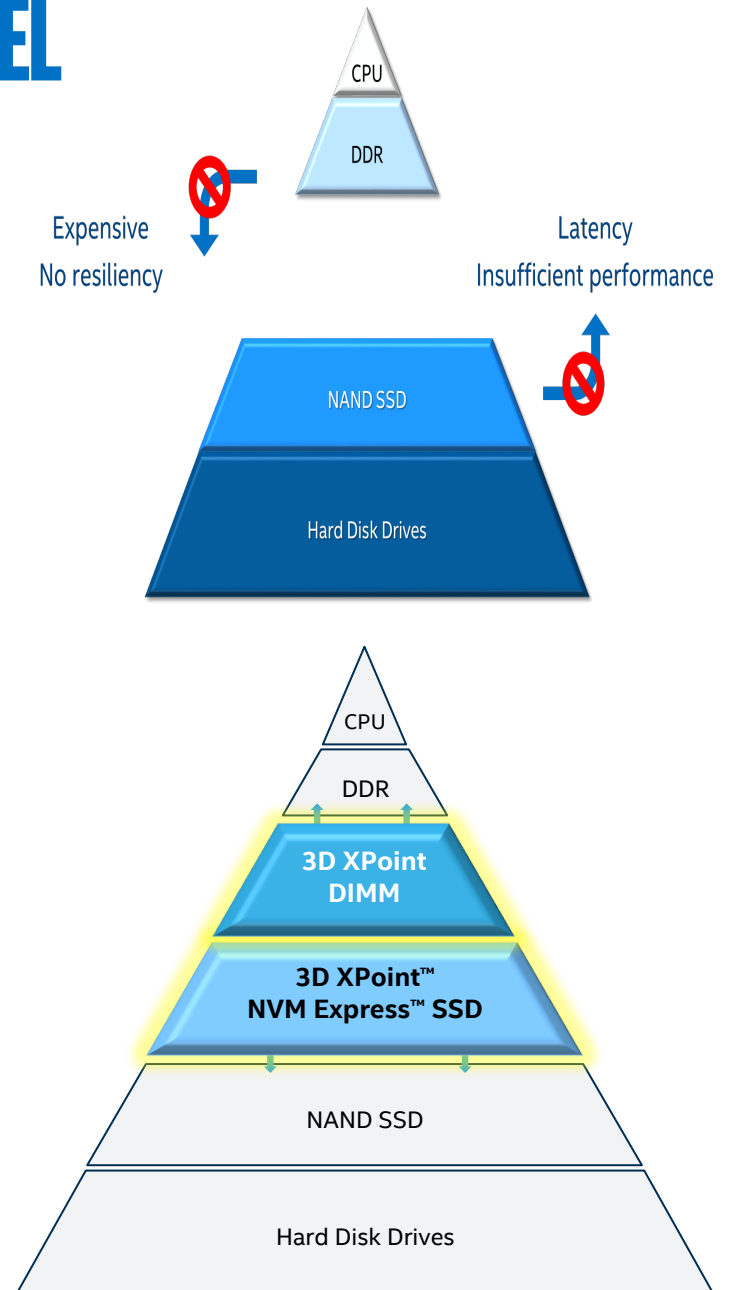 EL
CPU
DDR
Expensive
No resiliency
Latency
Insufficient performance
NAND SSD
Hard Disk Drives
CPU
DDR
3D XPoint
DIMM
3D XPoint™
NVM Express™ SSD
NAND SSD
Hard Disk Drives